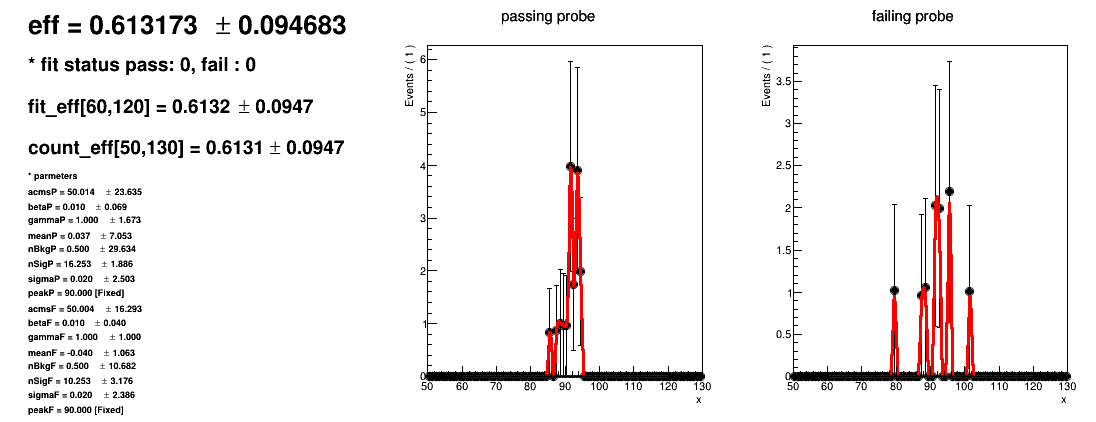 eff = 0.613173 ± 0.094683
* fit status pass: 0, fail : 0
fit_eff[60,120] = 0.6132 ± 0.0947
count_eff[50,130] = 0.6131 ± 0.0947
* parmeters
acmsP = 50.014 ± 23.635
betaP = 0.010 ± 0.069
gammaP = 1.000 ± 1.673
meanP = 0.037 ± 7.053
nBkgP = 0.500 ± 29.634
nSigP = 16.253 ± 1.886
sigmaP = 0.020 ± 2.503
peakP = 90.000 [Fixed]
acmsF = 50.004 ± 16.293
betaF = 0.010 ± 0.040
gammaF = 1.000 ± 1.000
meanF = -0.040 ± 1.063
nBkgF = 0.500 ± 10.682
nSigF = 10.253 ± 3.176
sigmaF = 0.020 ± 2.386
peakF = 90.000 [Fixed]
passing probe
Events / ( 1 )
6
5
4
3
2
1
0
50 60 70 80 90 100 110 120 130
x
failing probe
Events / ( 1 )
3.5
3
2.5
2
1.5
1
0.5
0
50 60 70 80 90 100 110 120 130
x